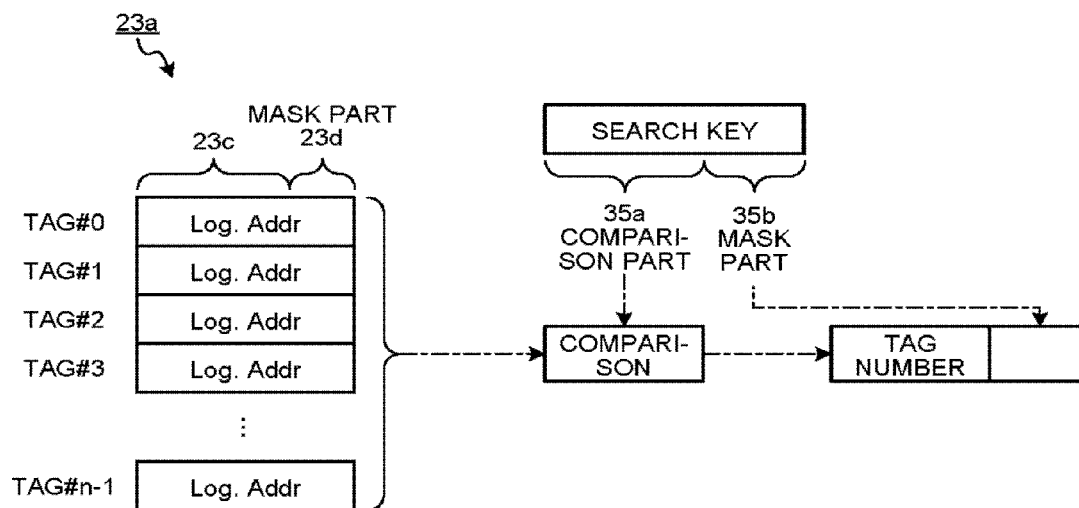 23a
MASK PART
23c
23d
SEARCH KEY
TAG#0
Log. Addr
TAG#1
Log. Addr
TAG#2
Log. Addr
TAG#3
Log. Addr
⋮
TAG#n-1
Log. Addr
35a
COMPARI-
SON PART
35b
MASK
PART
COMPARI-
SON
TAG
NUMBER